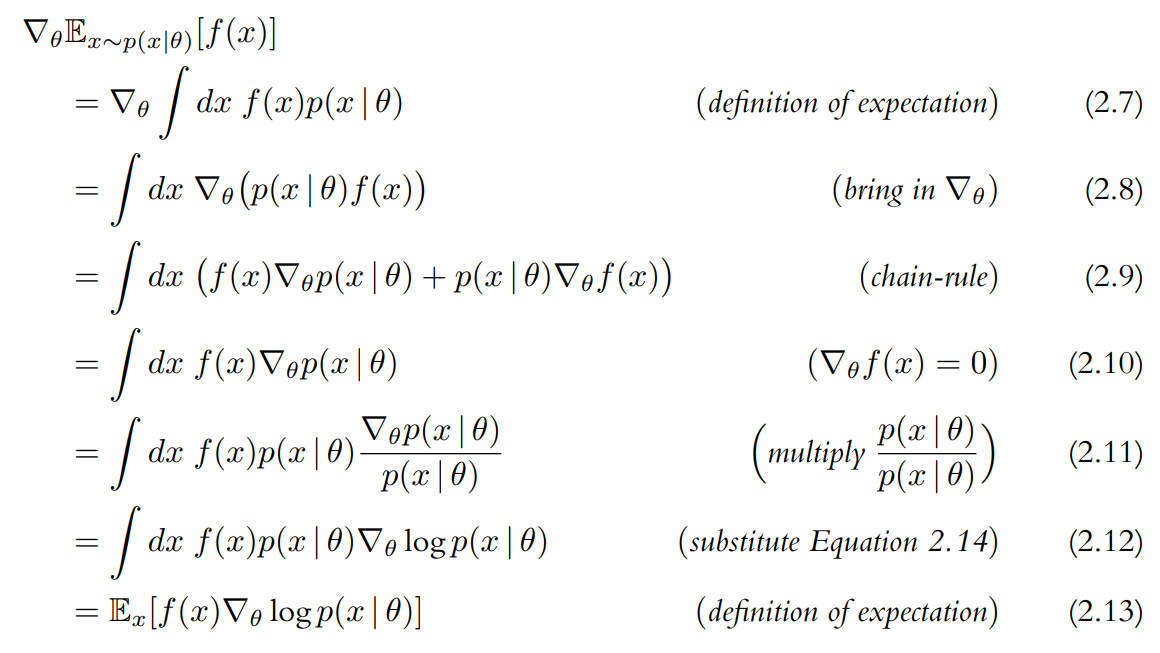 ∇θ𝔼x∼p(x|θ)[f(x)]
= ∇θ ∫ dx f(x)p(x | θ) (definition of expectation) (2.7)
= ∫ dx ∇θ(p(x | θ)f(x)) (bring in ∇θ) (2.8)
= ∫ dx (f(x)∇θp(x | θ) + p(x | θ)∇θf(x)) (chain-rule) (2.9)
= ∫ dx f(x)∇θp(x | θ) (∇θf(x) = 0) (2.10)
= ∫ dx f(x)p(x | θ) ∇θp(x | θ) / p(x | θ) (multiply p(x | θ) / p(x | θ)) (2.11)
= ∫ dx f(x)p(x | θ)∇θ log p(x | θ) (substitute Equation 2.14) (2.12)
= 𝔼x[f(x)∇θ log p(x | θ)] (definition of expectation) (2.13)